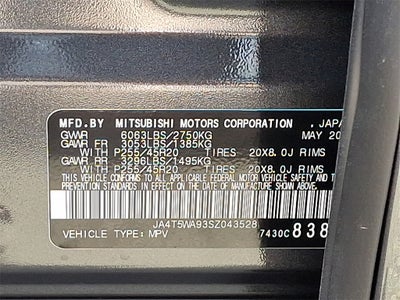 MFD.BY MITSUBISHI MOTORS CORPORATION , JAPA
GVWR 6063LBS/2750KG MAY 20
GAWR FR 3053LBS/1385KG
WITH P255/45R20 TIRES 20X8.0J RIMS
GAWR RR 3296LBS/1495KG
WITH P255/45R20 TIRES 20X8.0J RIMS
THIS VEHICLE CONFORMS TO ALL APPLICABLE FEDERAL MOTOR
VEHICLE SAFETY AND THEFT PREVENTION STANDARDS IN EFFECT
ON THE DATE OF MANUFACTURE SHOWN ABOVE.
JA4T5WA93SZ043528
VEHICLE TYPE: MPV 7430C 838